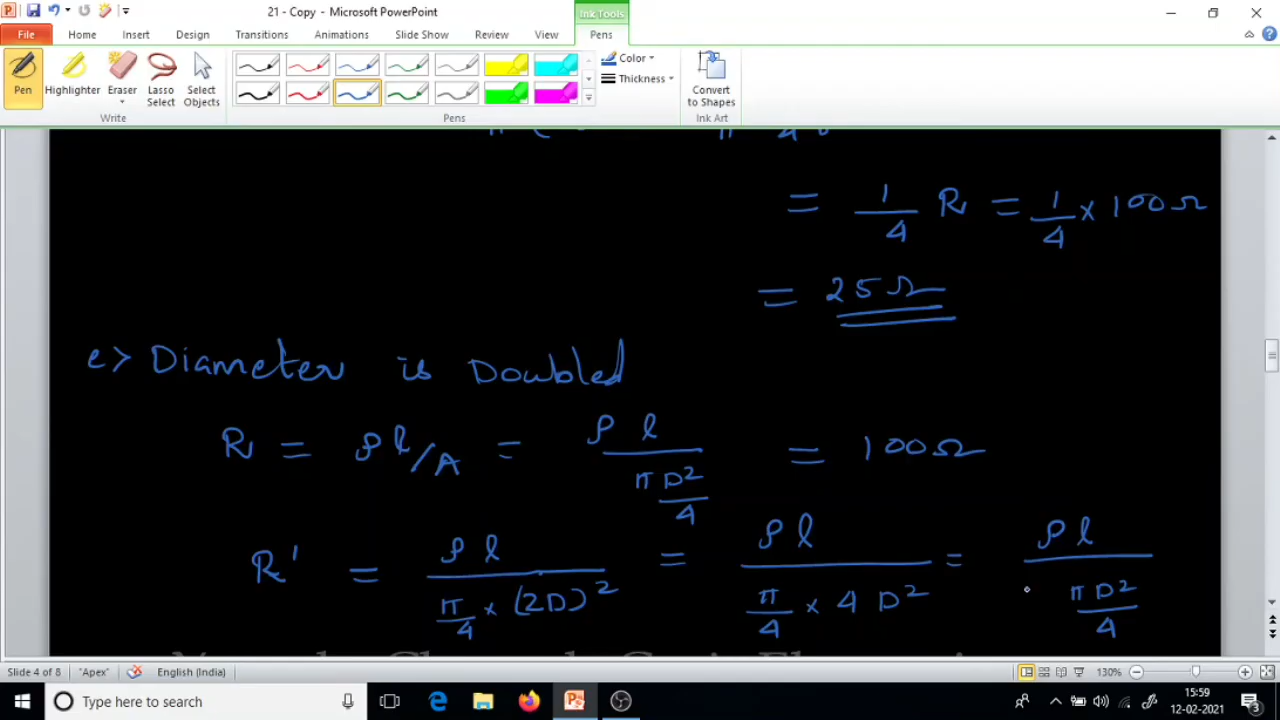 21 - Copy - Microsoft PowerPoint
Ink Tools
File Home Insert Design Transitions Animations Slide Show Review View Pens
Pen Highlighter Eraser Lasso Select Select Objects
Color
Thickness
Convert to Shapes
Write Pens Ink Art
= 1/4 R = 1/4 × 100Ω
= 25Ω
e> Diameter is Doubled
R = ρl/A = ρl / (πD²/4) = 100Ω
R' = ρl / (π/4 × (2D)²) = ρl / (π/4 × 4D²) = ρl / (πD²/4)
Slide 4 of 8 "Apex" English (India) 130%
Type here to search
15:59
12-02-2021
3